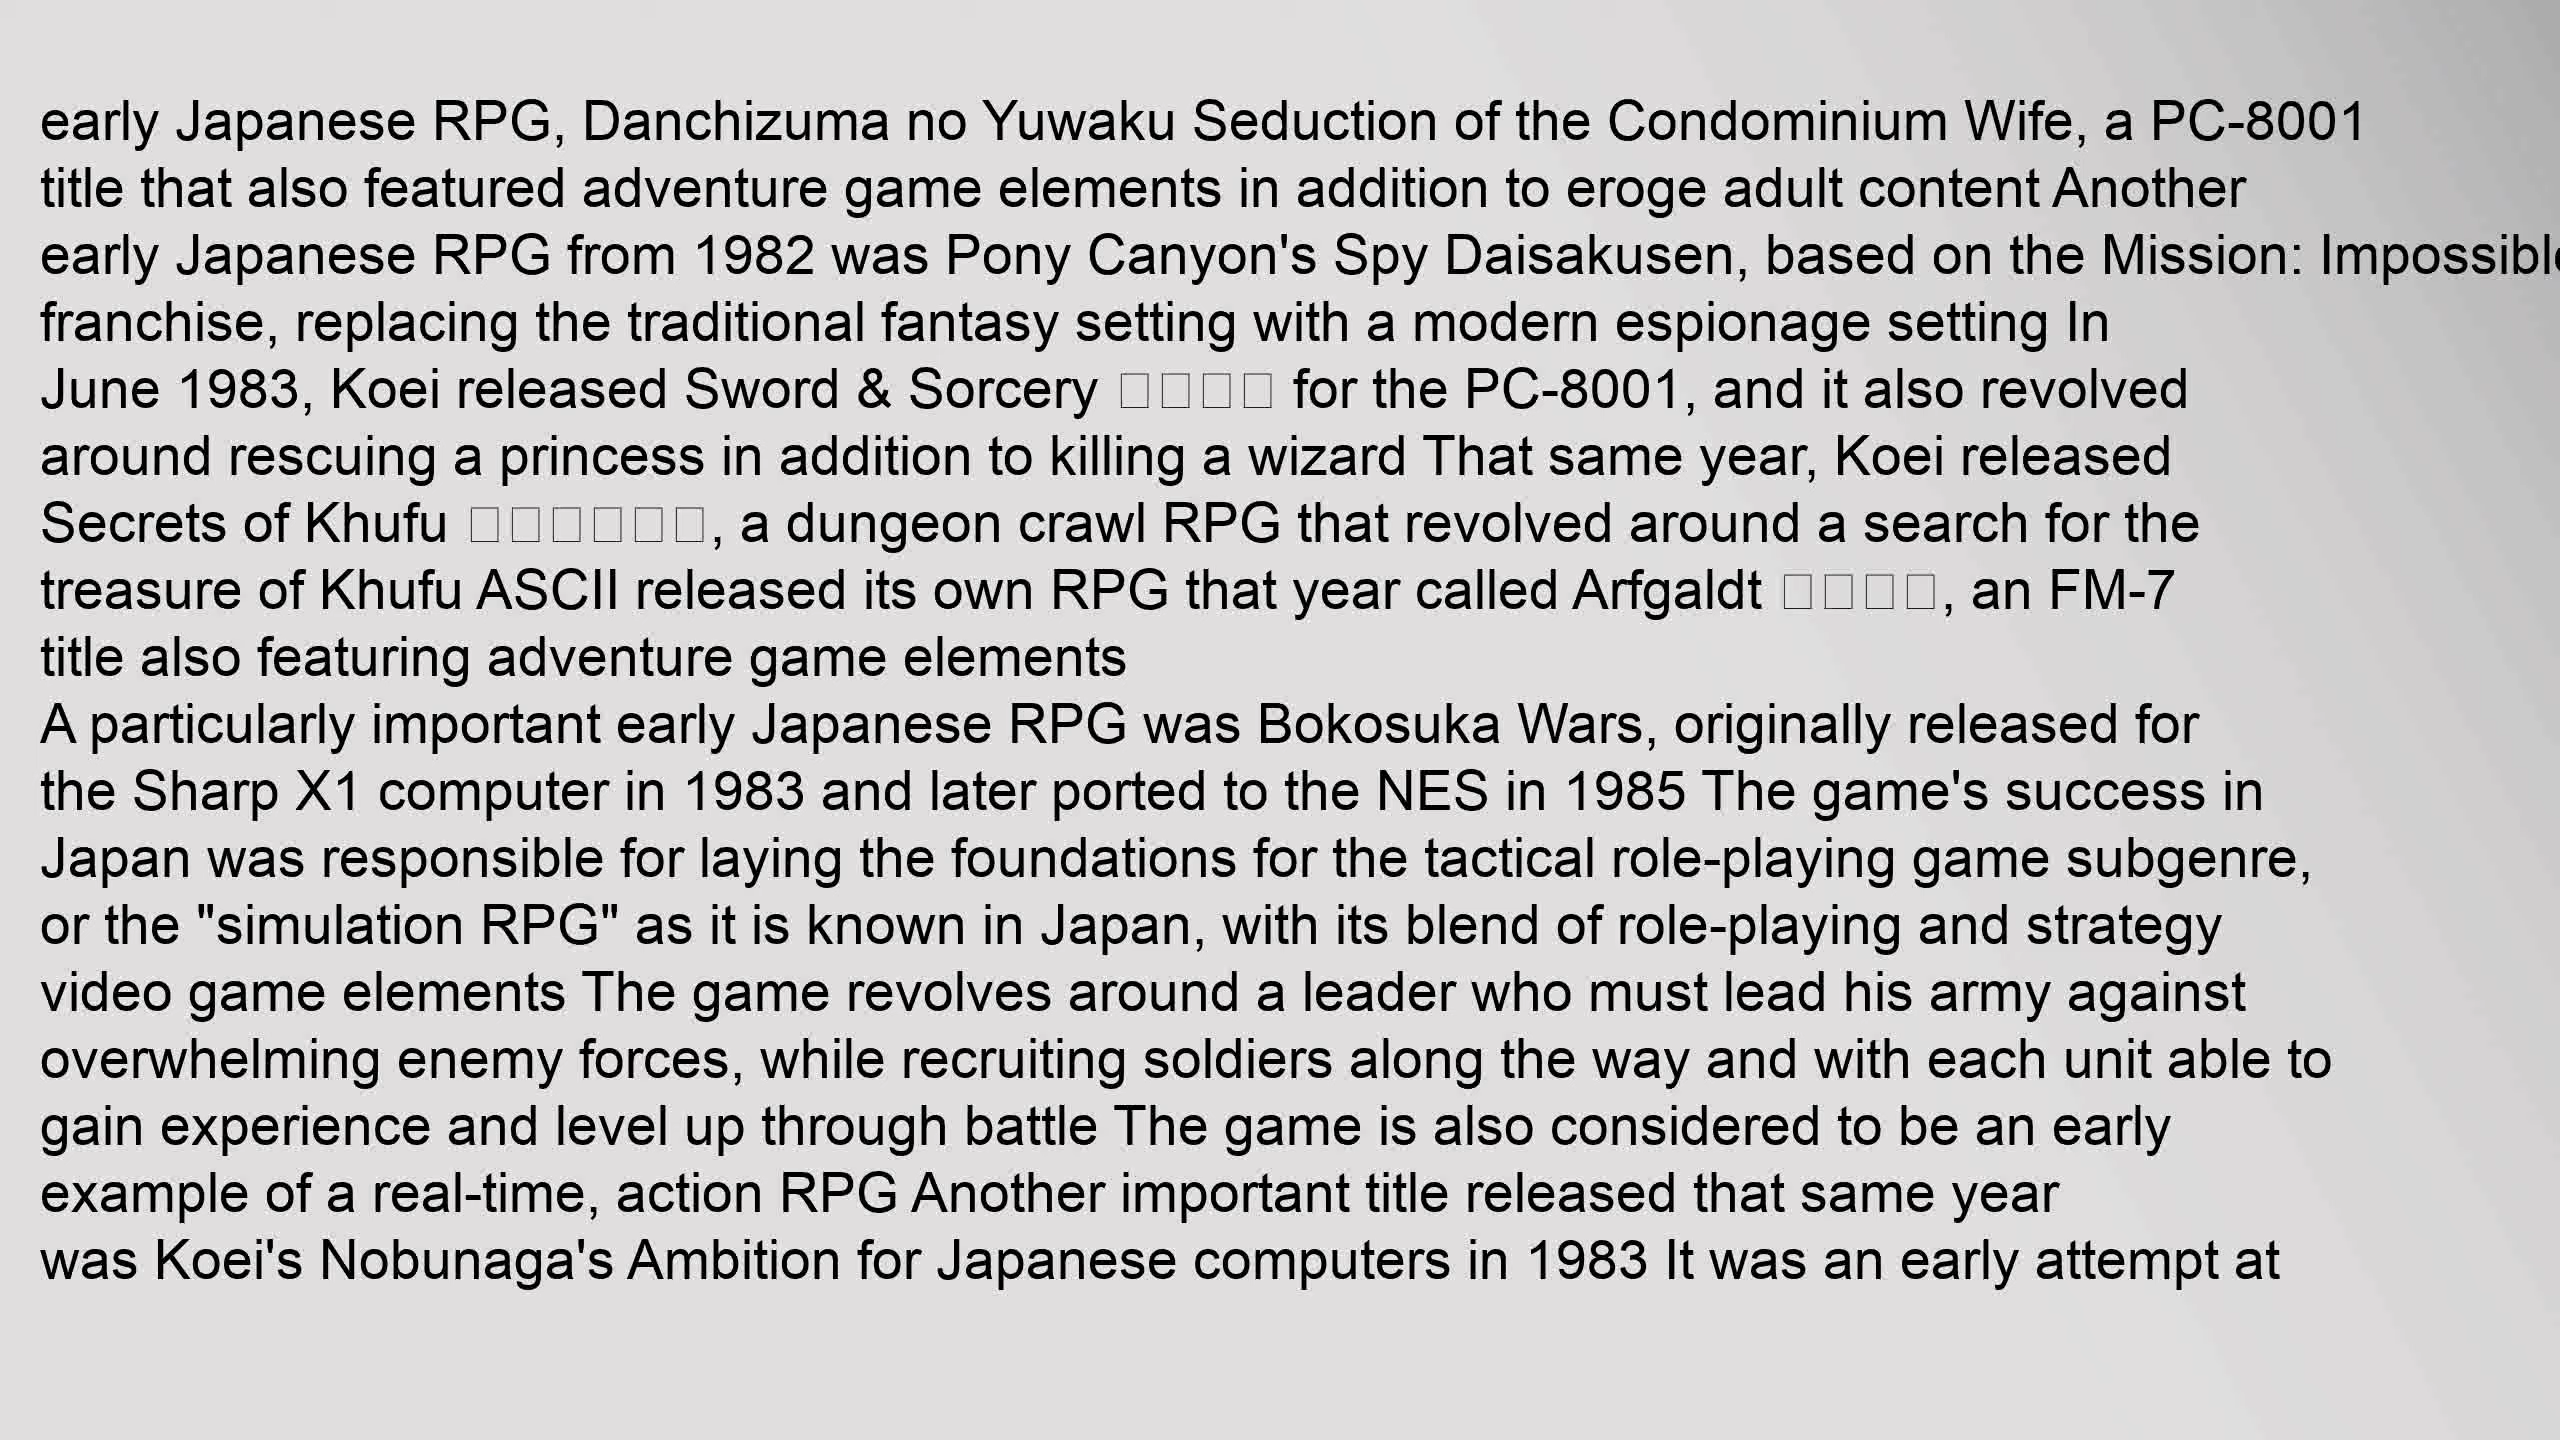 early Japanese RPG, Danchizuma no Yuwaku Seduction of the Condominium Wife, a PC-8001
title that also featured adventure game elements in addition to eroge adult content Another
early Japanese RPG from 1982 was Pony Canyon's Spy Daisakusen, based on the Mission: Impossible
franchise, replacing the traditional fantasy setting with a modern espionage setting In
June 1983, Koei released Sword & Sorcery □□□□ for the PC-8001, and it also revolved
around rescuing a princess in addition to killing a wizard That same year, Koei released
Secrets of Khufu □□□□□□, a dungeon crawl RPG that revolved around a search for the
treasure of Khufu ASCII released its own RPG that year called Arfgaldt □□□□, an FM-7
title also featuring adventure game elements
A particularly important early Japanese RPG was Bokosuka Wars, originally released for
the Sharp X1 computer in 1983 and later ported to the NES in 1985 The game's success in
Japan was responsible for laying the foundations for the tactical role-playing game subgenre,
or the "simulation RPG" as it is known in Japan, with its blend of role-playing and strategy
video game elements The game revolves around a leader who must lead his army against
overwhelming enemy forces, while recruiting soldiers along the way and with each unit able to
gain experience and level up through battle The game is also considered to be an early
example of a real-time, action RPG Another important title released that same year
was Koei's Nobunaga's Ambition for Japanese computers in 1983 It was an early attempt at